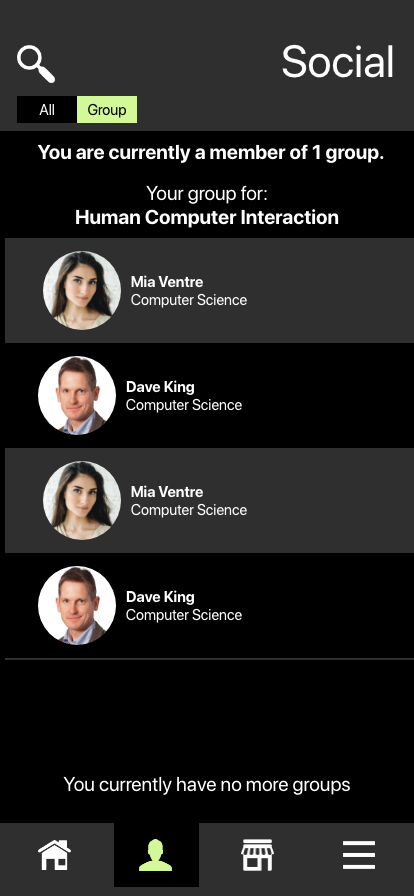 Social
All
Group
You are currently a member of 1 group.
Your group for:
Human Computer Interaction
Mia Ventre
Computer Science
Dave King
Computer Science
Mia Ventre
Computer Science
Dave King
Computer Science
You currently have no more groups